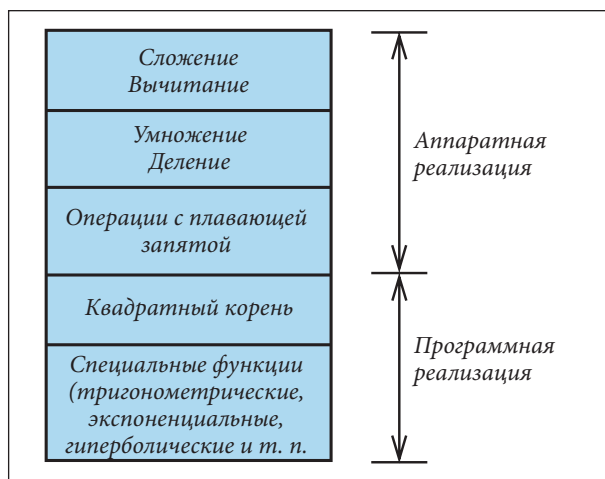 Сложение
Вычитание
Умножение
Деление
Операции с плавающей
запятой
Аппаратная
реализация
Квадратный корень
Специальные функции
(тригонометрические,
экспоненциальные,
гиперболические и т. п.
Программная
реализация